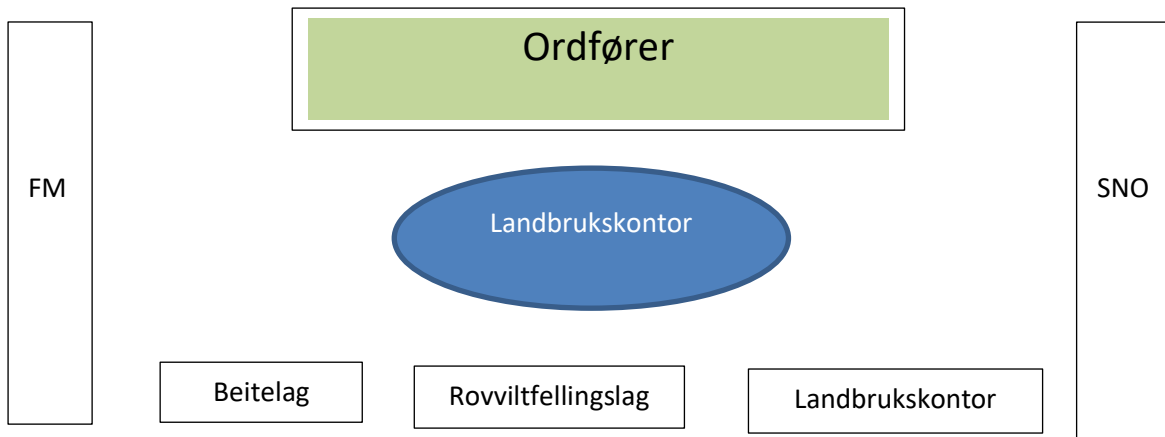 Ordfører
FM
SNO
Landbrukskontor
Beitelag
Rovviltfellingslag
Landbrukskontor